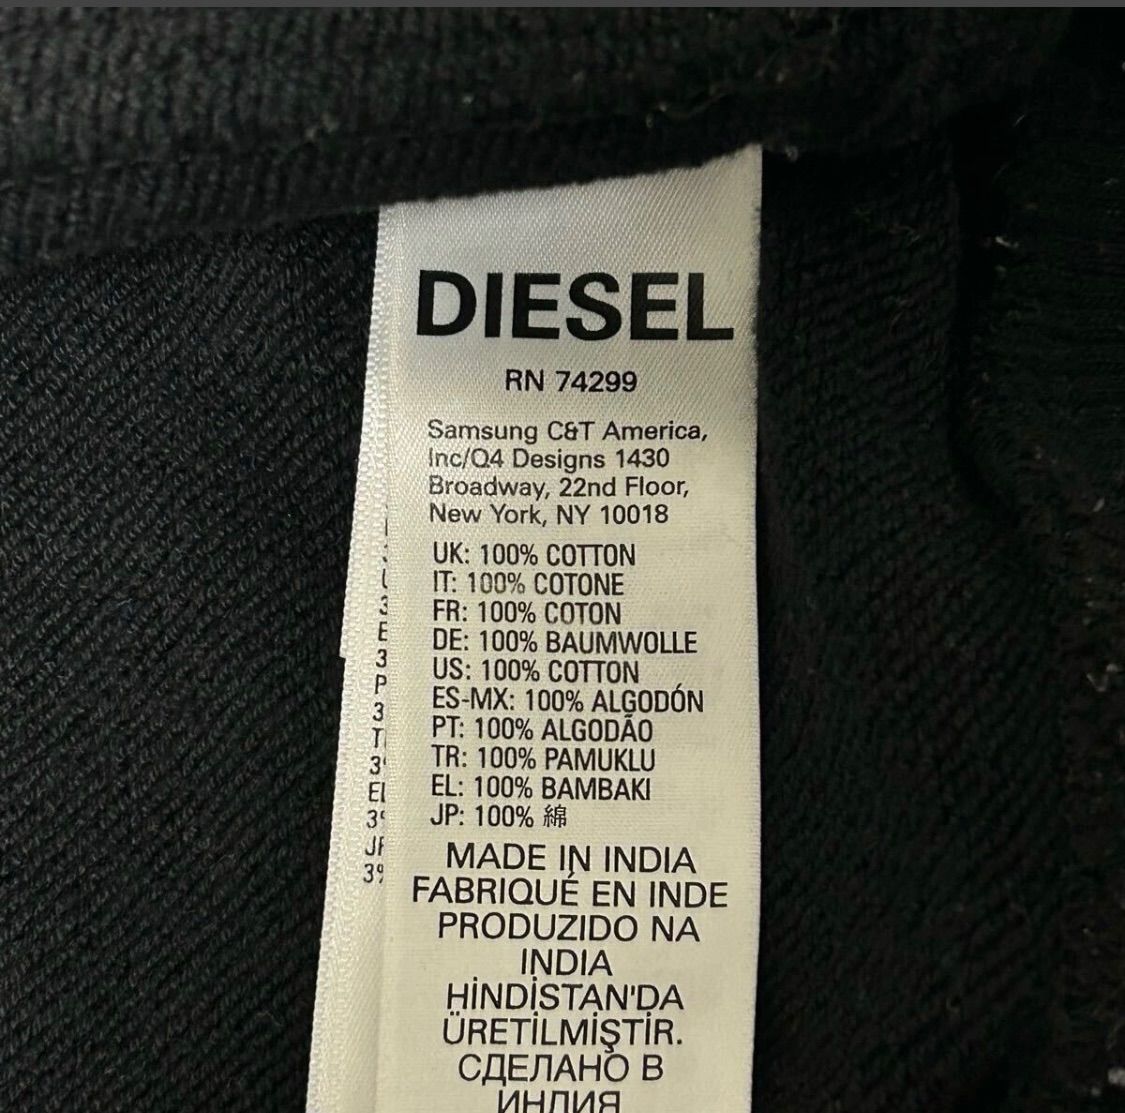 DIESEL
RN 74299
Samsung C&T America,
Inc/Q4 Designs 1430
Broadway, 22nd Floor,
New York, NY 10018
UK: 100% COTTON
IT: 100% COTONE
FR: 100% COTON
DE: 100% BAUMWOLLE
US: 100% COTTON
ES-MX: 100% ALGODÓN
PT: 100% ALGODÃO
TR: 100% PAMUKLU
EL: 100% BAMBAKI
JP: 100% 綿
MADE IN INDIA
FABRIQUÉ EN INDE
PRODUZIDO NA
INDIA
HİNDİSTAN'DA
ÜRETİLMİŞTİR.
СДЕЛАНО В
ИНДИЯ